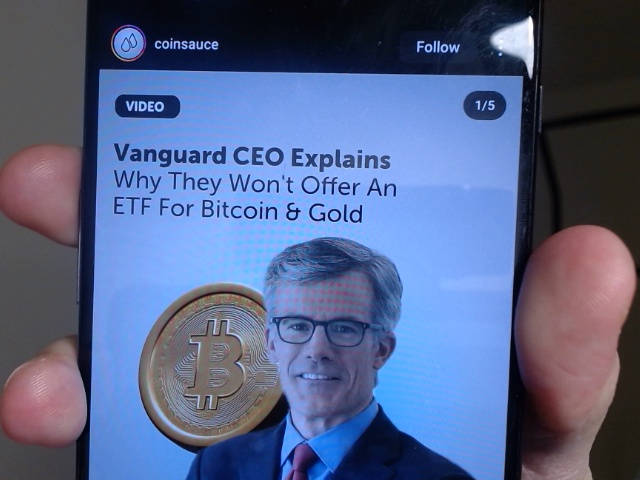 coinsauce
Follow
VIDEO
1/5
Vanguard CEO Explains
Why They Won't Offer An
ETF For Bitcoin & Gold